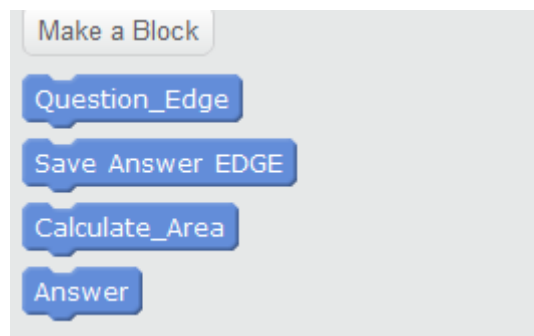 Make a Block
Question_Edge
Save Answer EDGE
Calculate_Area
Answer